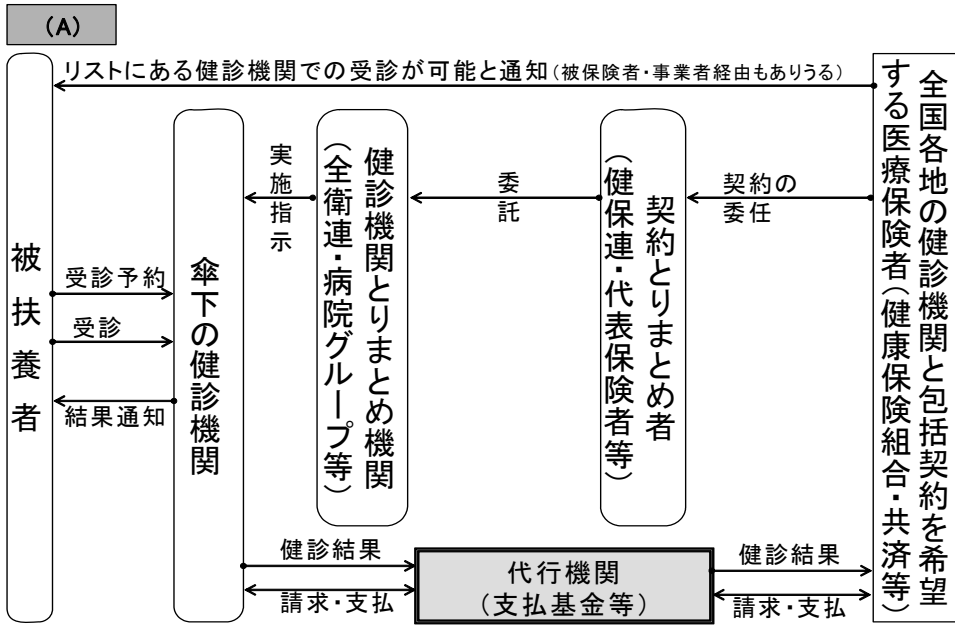 （A）
リストにある健診機関での受診が可能と通知（被保険者・事業者経由もありうる）
被扶養者
受診予約
受診
結果通知
傘下の健診機関
実施指示
健診機関とりまとめ機関
（全衛連・病院グループ等）
委託
契約とりまとめ者
（健保連・代表保険者等）
契約の
委任
全国各地の健診機関と包括契約を希望
する医療保険者（健康保険組合・共済等）
健診結果
請求・支払
代行機関
（支払基金等）
健診結果
請求・支払